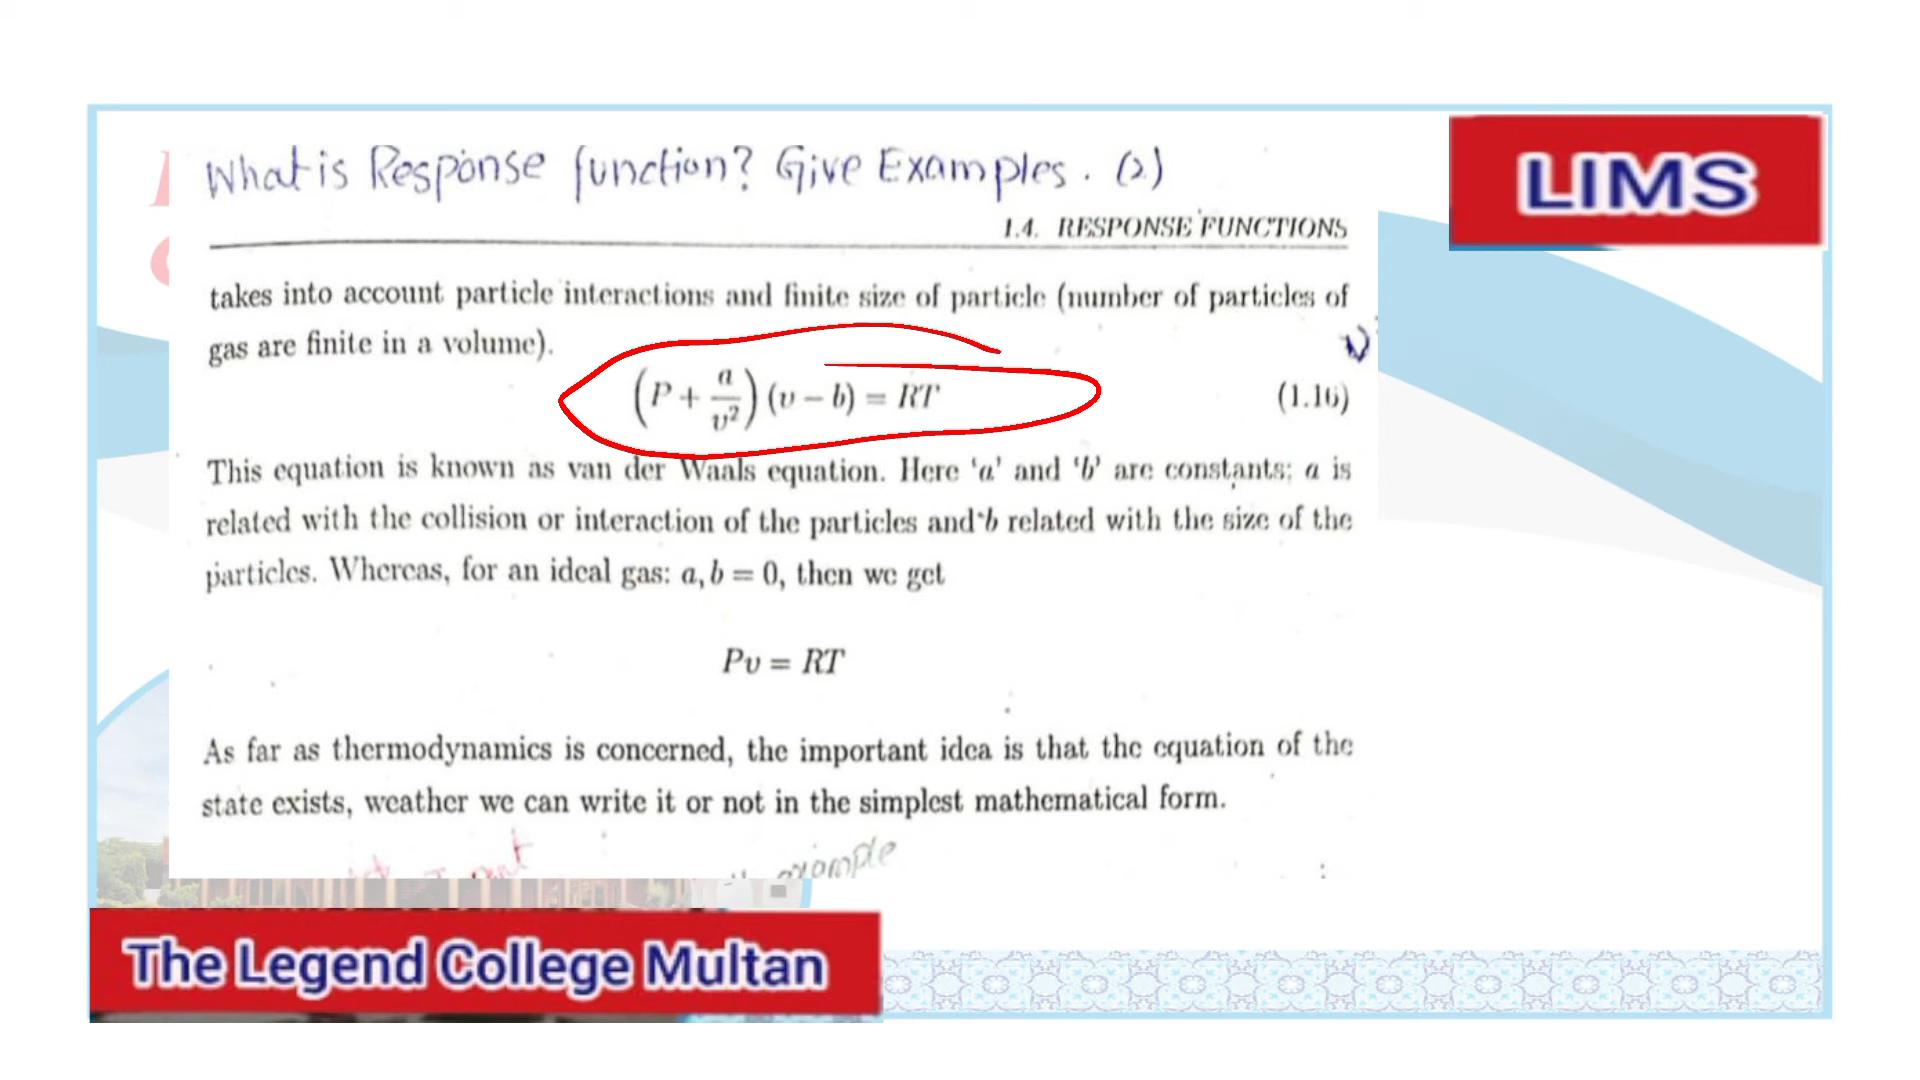 What is Response function? Give Examples. (2)
LIMS
1.4. RESPONSE FUNCTIONS
takes into account particle interactions and finite size of particle (number of particles of
gas are finite in a volume).
(P + a/v²) (v − b) = RT (1.16)
This equation is known as van der Waals equation. Here ‘a’ and ‘b’ are constants; a is
related with the collision or interaction of the particles and b related with the size of the
particles. Whereas, for an ideal gas: a, b = 0, then we get
Pv = RT
As far as thermodynamics is concerned, the important idea is that the equation of the
state exists, weather we can write it or not in the simplest mathematical form.
example
The Legend College Multan